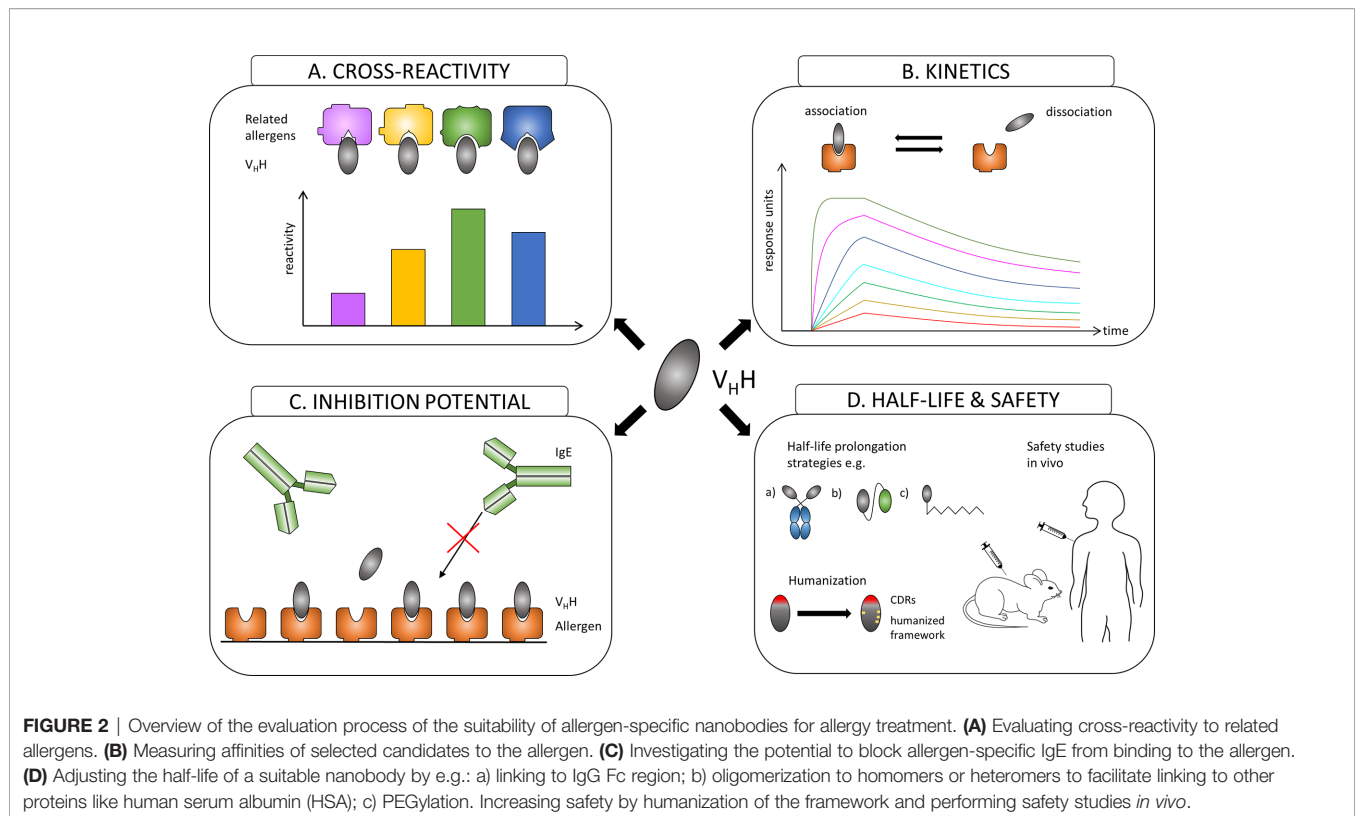 A. CROSS-REACTIVITY
Related
allergens
VHH
reactivity
B. KINETICS
association
dissociation
response units
time
VHH
C. INHIBITION POTENTIAL
IgE
VHH
Allergen
D. HALF-LIFE & SAFETY
Half-life prolongation
strategies e.g.
Safety studies
in vivo
a)
b)
c)
Humanization
CDRs
humanized
framework
FIGURE 2 | Overview of the evaluation process of the suitability of allergen-specific nanobodies for allergy treatment. (A) Evaluating cross-reactivity to related
allergens. (B) Measuring affinities of selected candidates to the allergen. (C) Investigating the potential to block allergen-specific IgE from binding to the allergen.
(D) Adjusting the half-life of a suitable nanobody by e.g.: a) linking to IgG Fc region; b) oligomerization to homomers or heteromers to facilitate linking to other
proteins like human serum albumin (HSA); c) PEGylation. Increasing safety by humanization of the framework and performing safety studies in vivo.